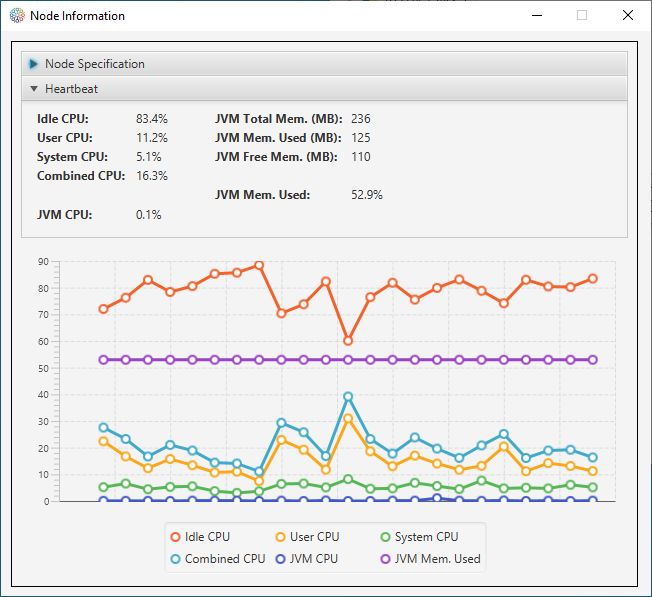 Node Information
Node Specification
Heartbeat
Idle CPU: 83.4% JVM Total Mem. (MB): 236
User CPU: 11.2% JVM Mem. Used (MB): 125
System CPU: 5.1% JVM Free Mem. (MB): 110
Combined CPU: 16.3%
JVM Mem. Used: 52.9%
JVM CPU: 0.1%
90
80
70
60
50
40
30
20
10
0
Idle CPU User CPU System CPU
Combined CPU JVM CPU JVM Mem. Used